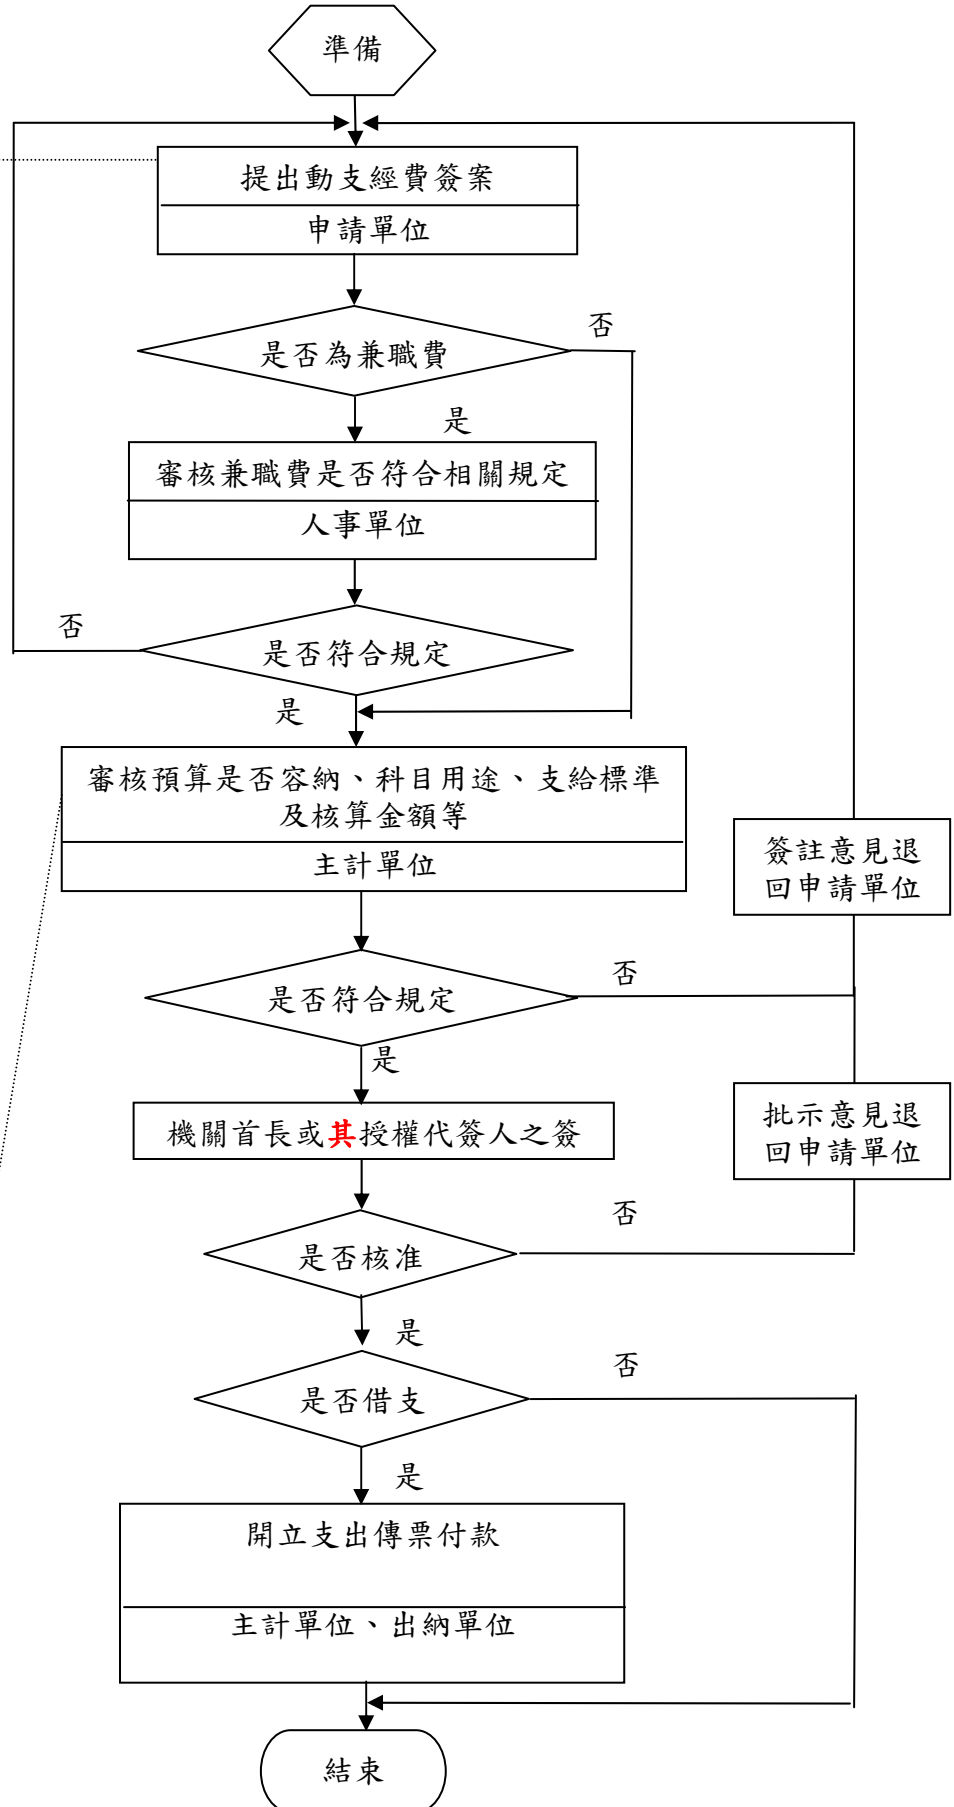 準備
提出動支經費簽案
申請單位
是否為兼職費
否
是
審核兼職費是否符合相關規定
人事單位
否
是否符合規定
是
審核預算是否容納、科目用途、支給標準
及核算金額等
主計單位
簽註意見退
回申請單位
是否符合規定
否
是
機關首長或其授權代簽人之簽
批示意見退
回申請單位
是否核准
否
是
是否借支
否
是
開立支出傳票付款
主計單位、出納單位
結束